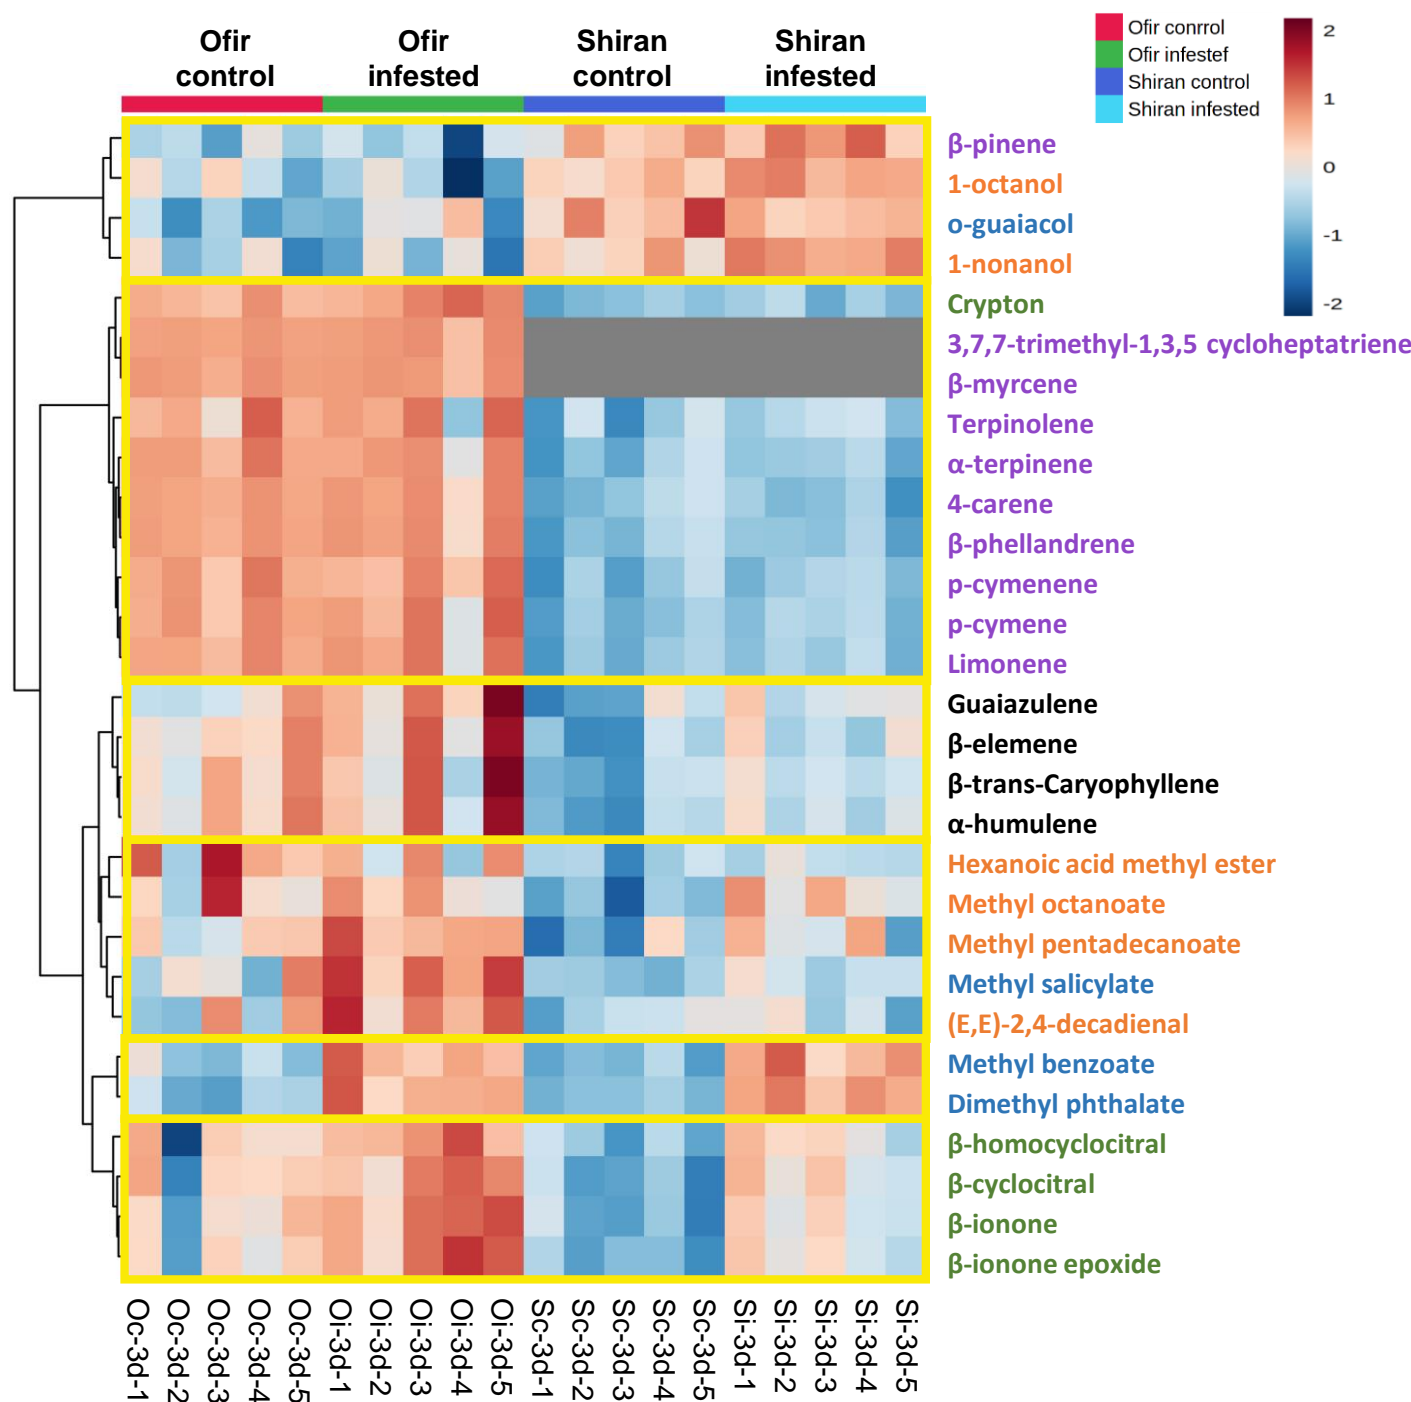 Ofir
control
Ofir
infested
Shiran
control
Shiran
infested
Ofir conrrol
Ofir infestef
Shiran control
Shiran infested
2
1
0
-1
-2
β-pinene
1-octanol
o-guaiacol
1-nonanol
Crypton
3,7,7-trimethyl-1,3,5 cycloheptatriene
β-myrcene
Terpinolene
α-terpinene
4-carene
β-phellandrene
p-cymenene
p-cymene
Limonene
Guaiazulene
β-elemene
β-trans-Caryophyllene
α-humulene
Hexanoic acid methyl ester
Methyl octanoate
Methyl pentadecanoate
Methyl salicylate
(E,E)-2,4-decadienal
Methyl benzoate
Dimethyl phthalate
β-homocyclocitral
β-cyclocitral
β-ionone
β-ionone epoxide
Oc-3d-1
Oc-3d-2
Oc-3d-3
Oc-3d-4
Oc-3d-5
Oi-3d-1
Oi-3d-2
Oi-3d-3
Oi-3d-4
Oi-3d-5
Sc-3d-1
Sc-3d-2
Sc-3d-3
Sc-3d-4
Sc-3d-5
Si-3d-1
Si-3d-2
Si-3d-3
Si-3d-4
Si-3d-5